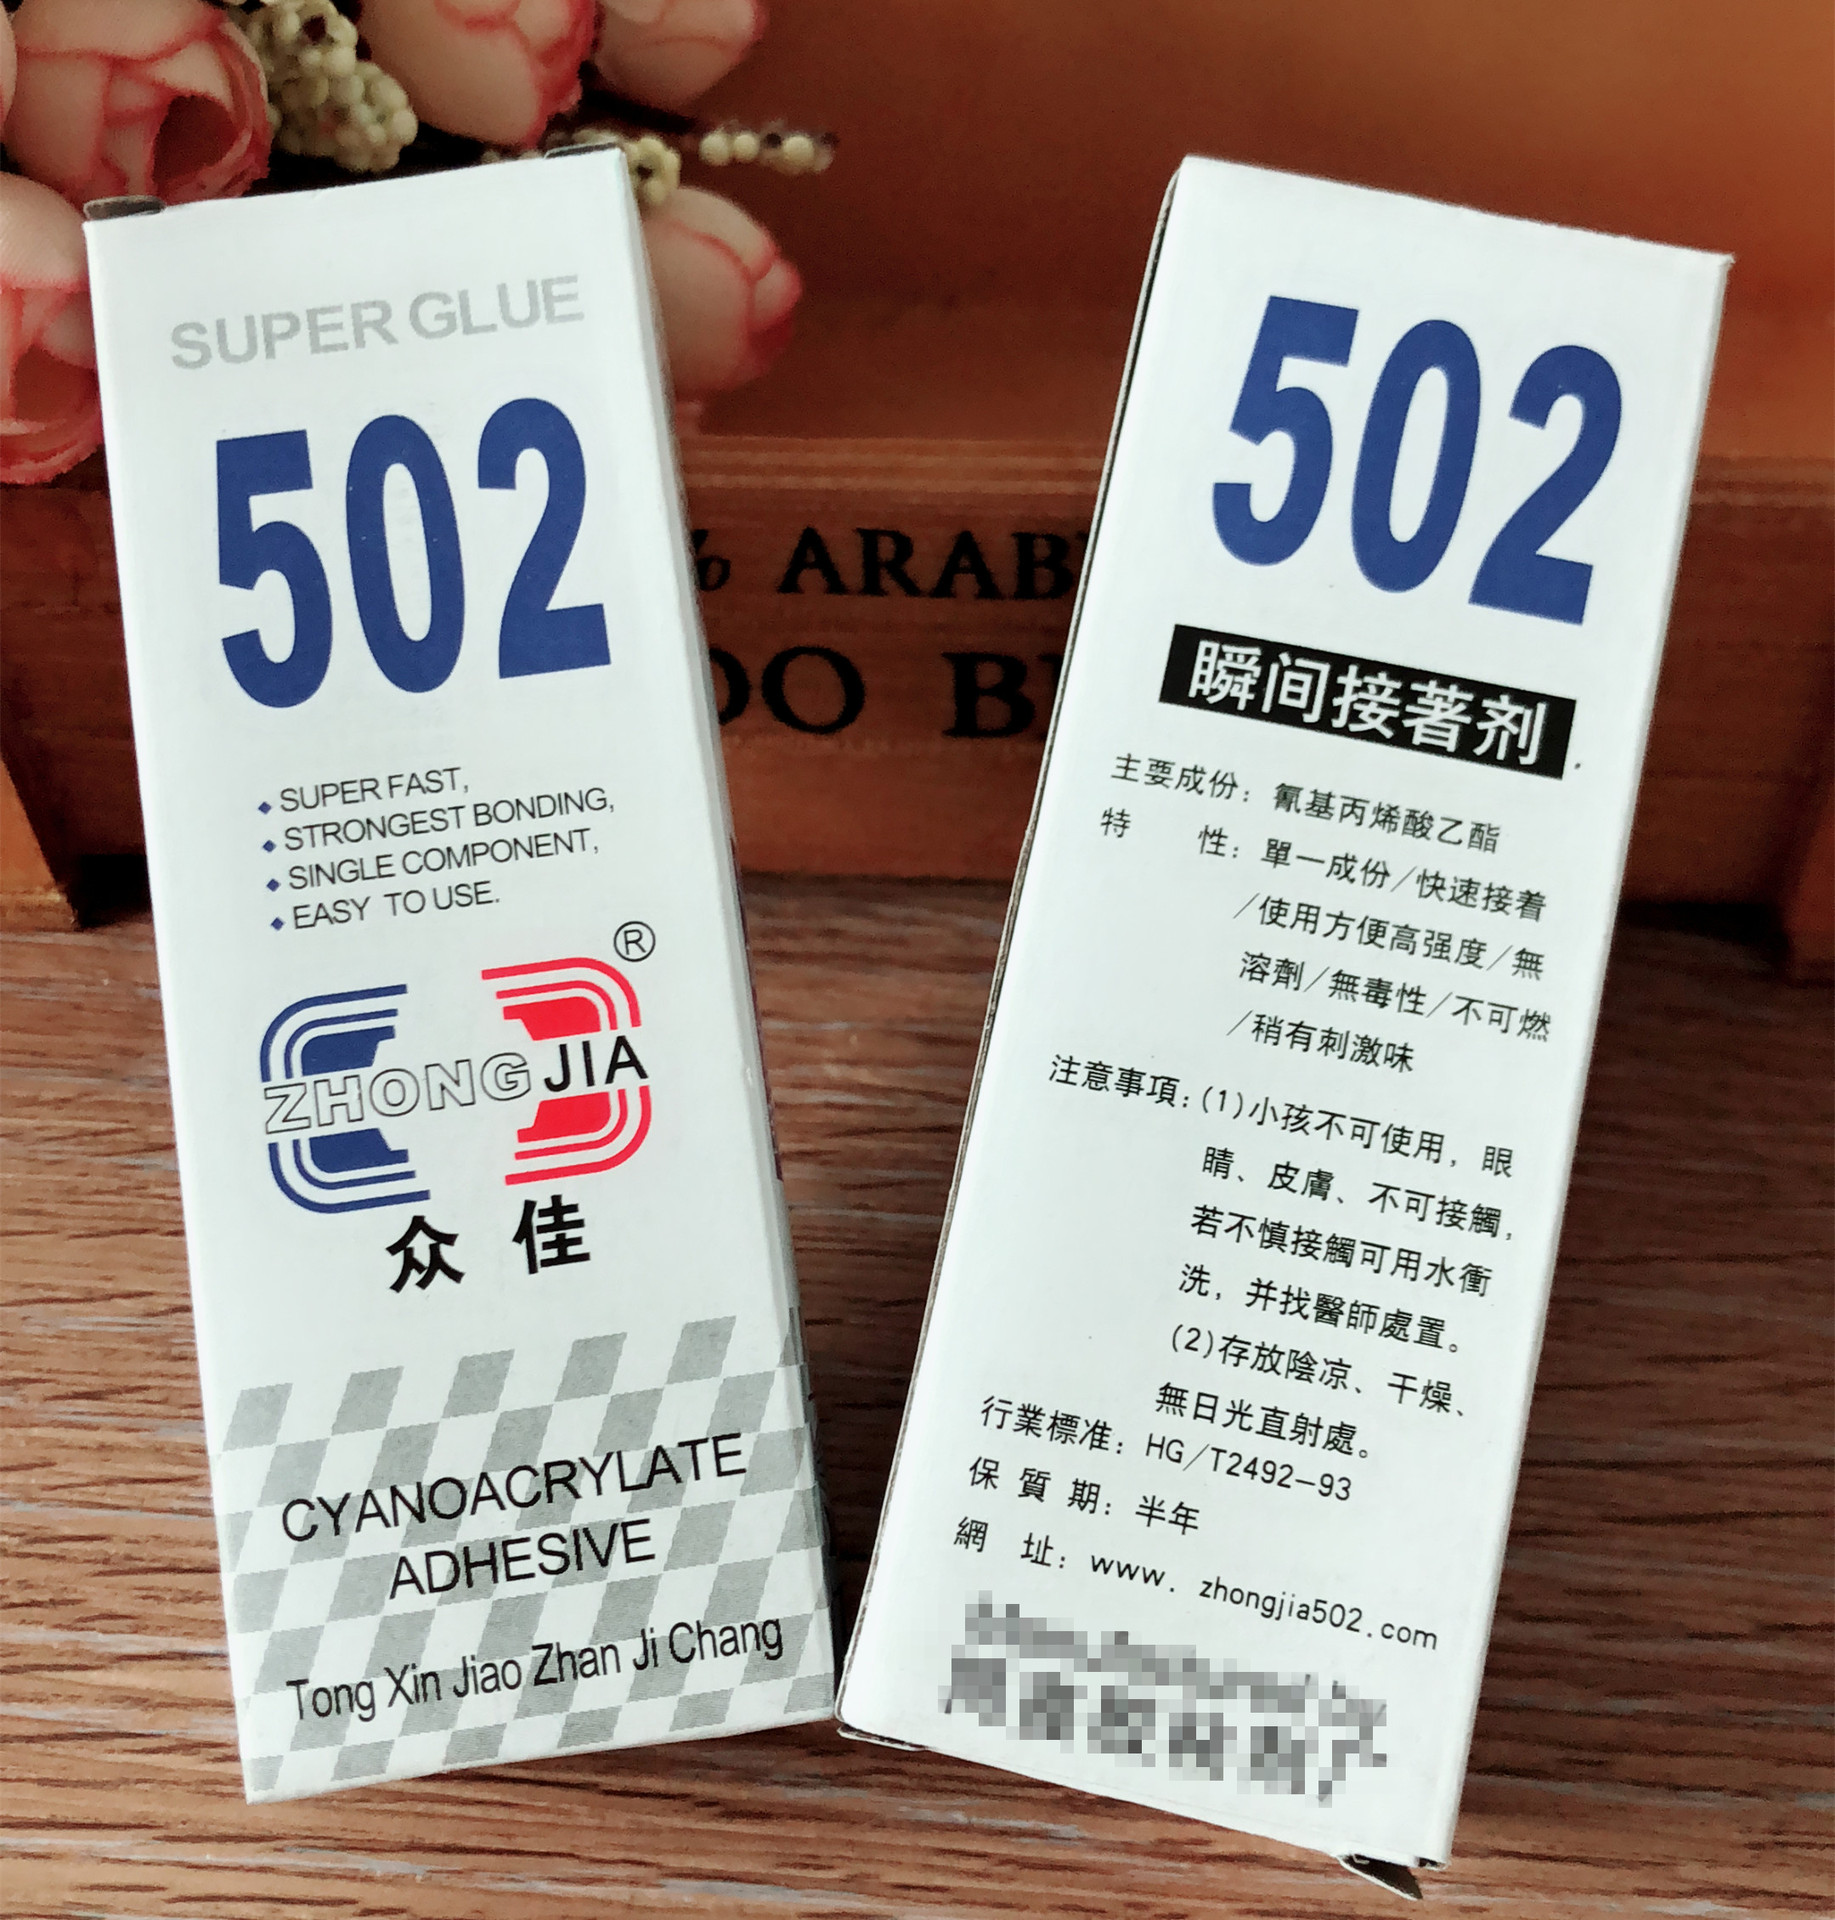 SUPER GLUE
502
SUPER FAST,
STRONGEST BONDING,
SINGLE COMPONENT,
EASY TO USE.
®
ZHONG JIA
众佳
CYANOACRYLATE
ADHESIVE
Tong Xin Jiao Zhan Ji Chang
% ARAB
OO B
502
瞬间接著剂
主要成份：氰基丙烯酸乙酯
特 性：單一成份/快速接着
/使用方便高强度/無
溶劑/無毒性/不可燃
/稍有刺激味
注意事項：(1)小孩不可使用，眼
睛、皮膚、不可接觸，
若不慎接觸可用水衝
洗，并找醫師處置。
(2)存放陰凉、干燥、
無日光直射處。
行業標准：HG/T2492-93
保質期：半年
網 址：www.zhongjia502.com